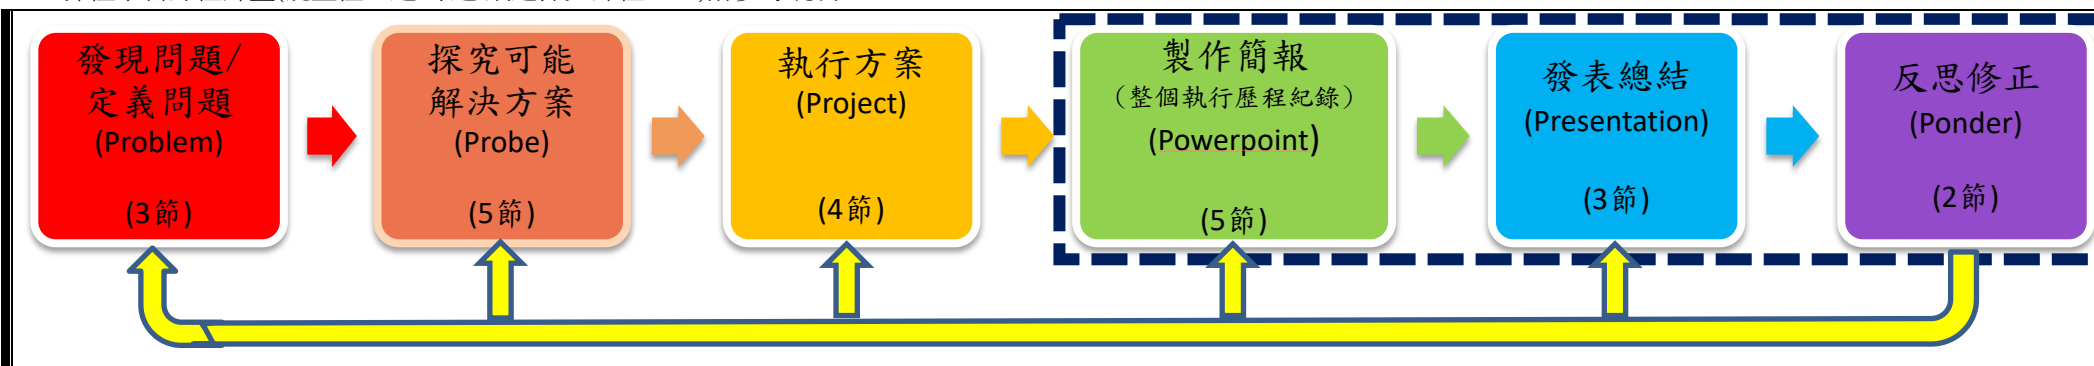 發現問題/
定義問題
(Problem)
(3節)
探究可能
解決方案
(Probe)
(5節)
執行方案
(Project)
(4節)
製作簡報
（整個執行歷程紀錄）
(Powerpoint)
(5節)
發表總結
(Presentation)
(3節)
反思修正
(Ponder)
(2節)